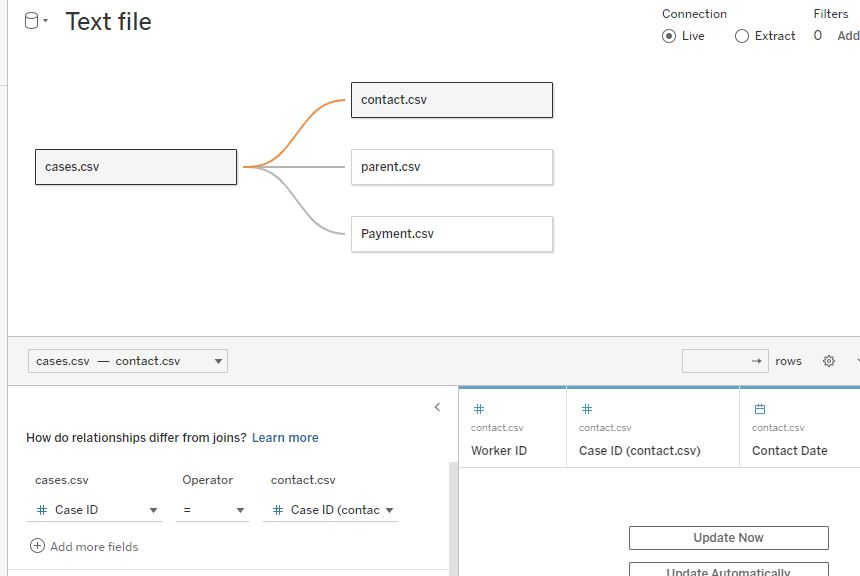 Text file
Connection
Live
Extract
Filters
0
Add
cases.csv
contact.csv
parent.csv
Payment.csv
cases.csv — contact.csv
rows
How do relationships differ from joins? Learn more
cases.csv
Operator
contact.csv
Case ID
=
Case ID (contac
Add more fields
contact.csv
Worker ID
contact.csv
Case ID (contact.csv)
contact.csv
Contact Date
Update Now
Update Automatically